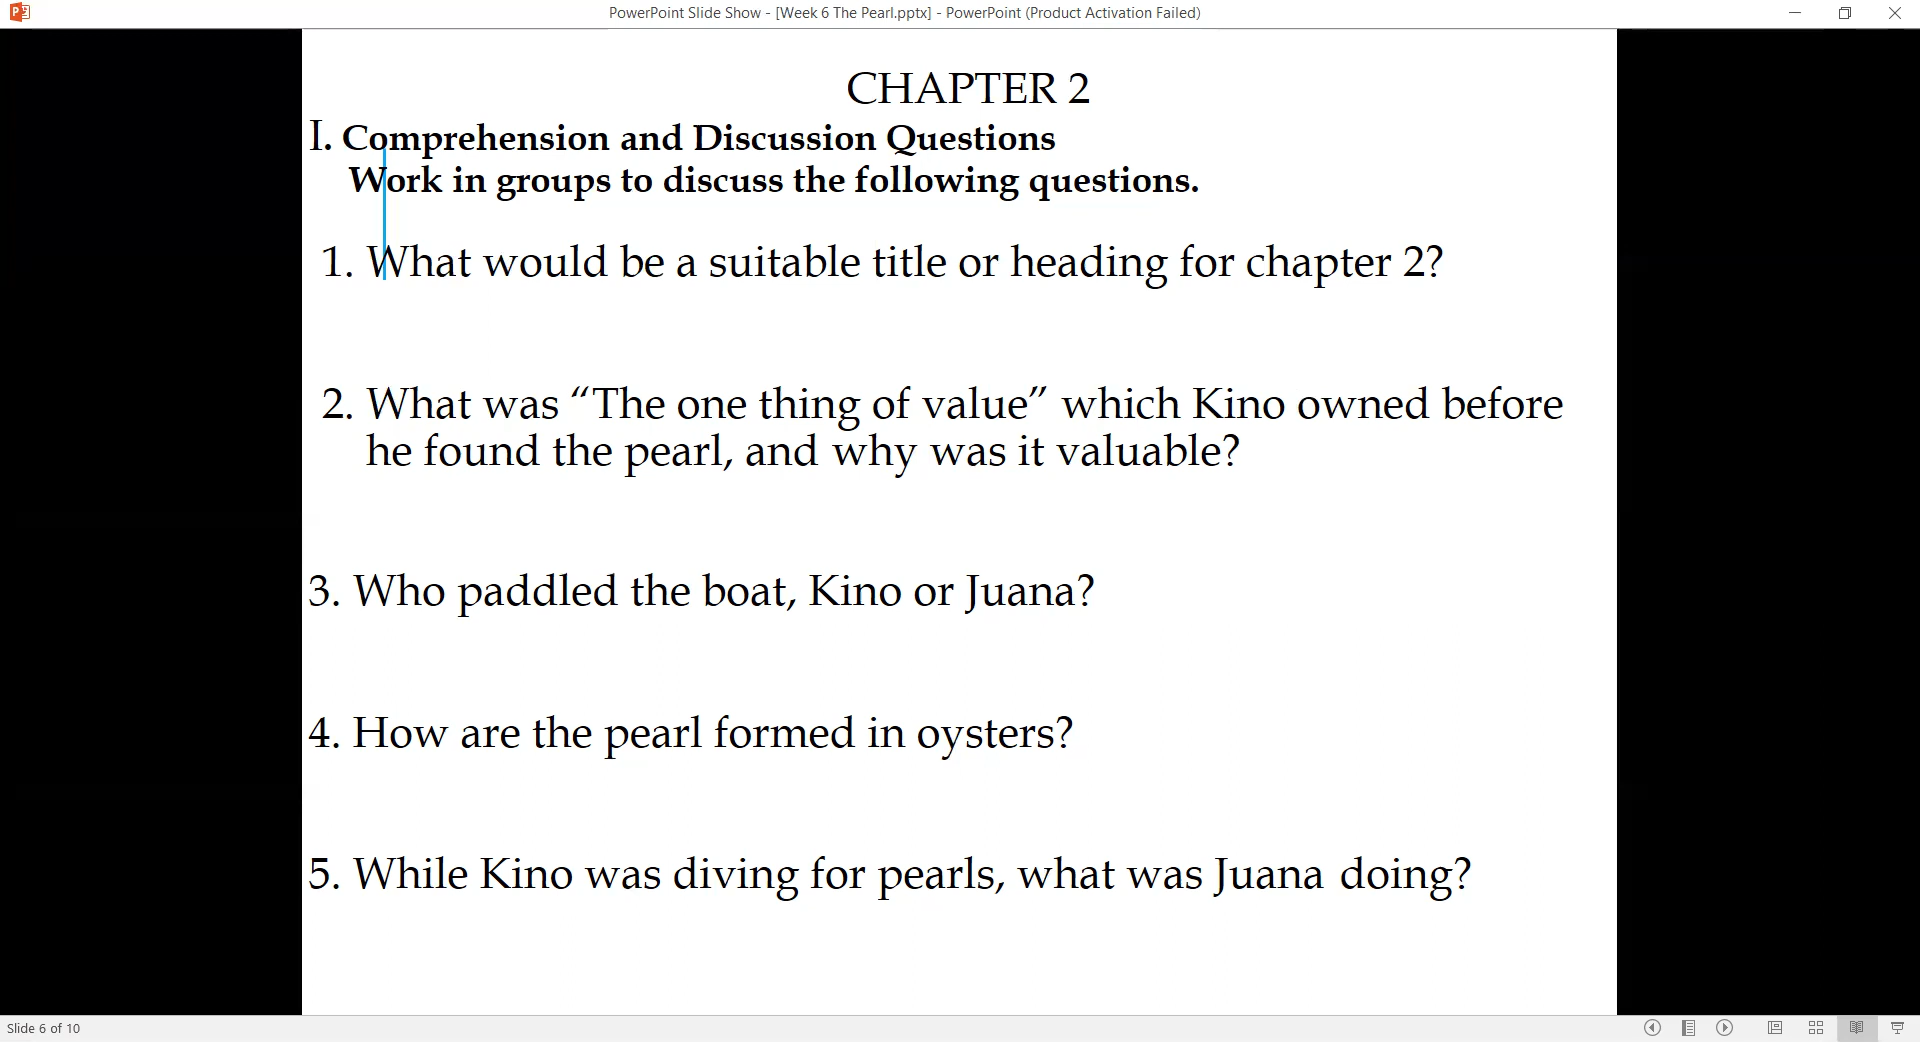 PowerPoint Slide Show - [Week 6 The Pearl.pptx] - PowerPoint (Product Activation Failed)
CHAPTER 2
I. Comprehension and Discussion Questions
Work in groups to discuss the following questions.
1. What would be a suitable title or heading for chapter 2?
2. What was “The one thing of value” which Kino owned before
he found the pearl, and why was it valuable?
3. Who paddled the boat, Kino or Juana?
4. How are the pearl formed in oysters?
5. While Kino was diving for pearls, what was Juana doing?
Slide 6 of 10